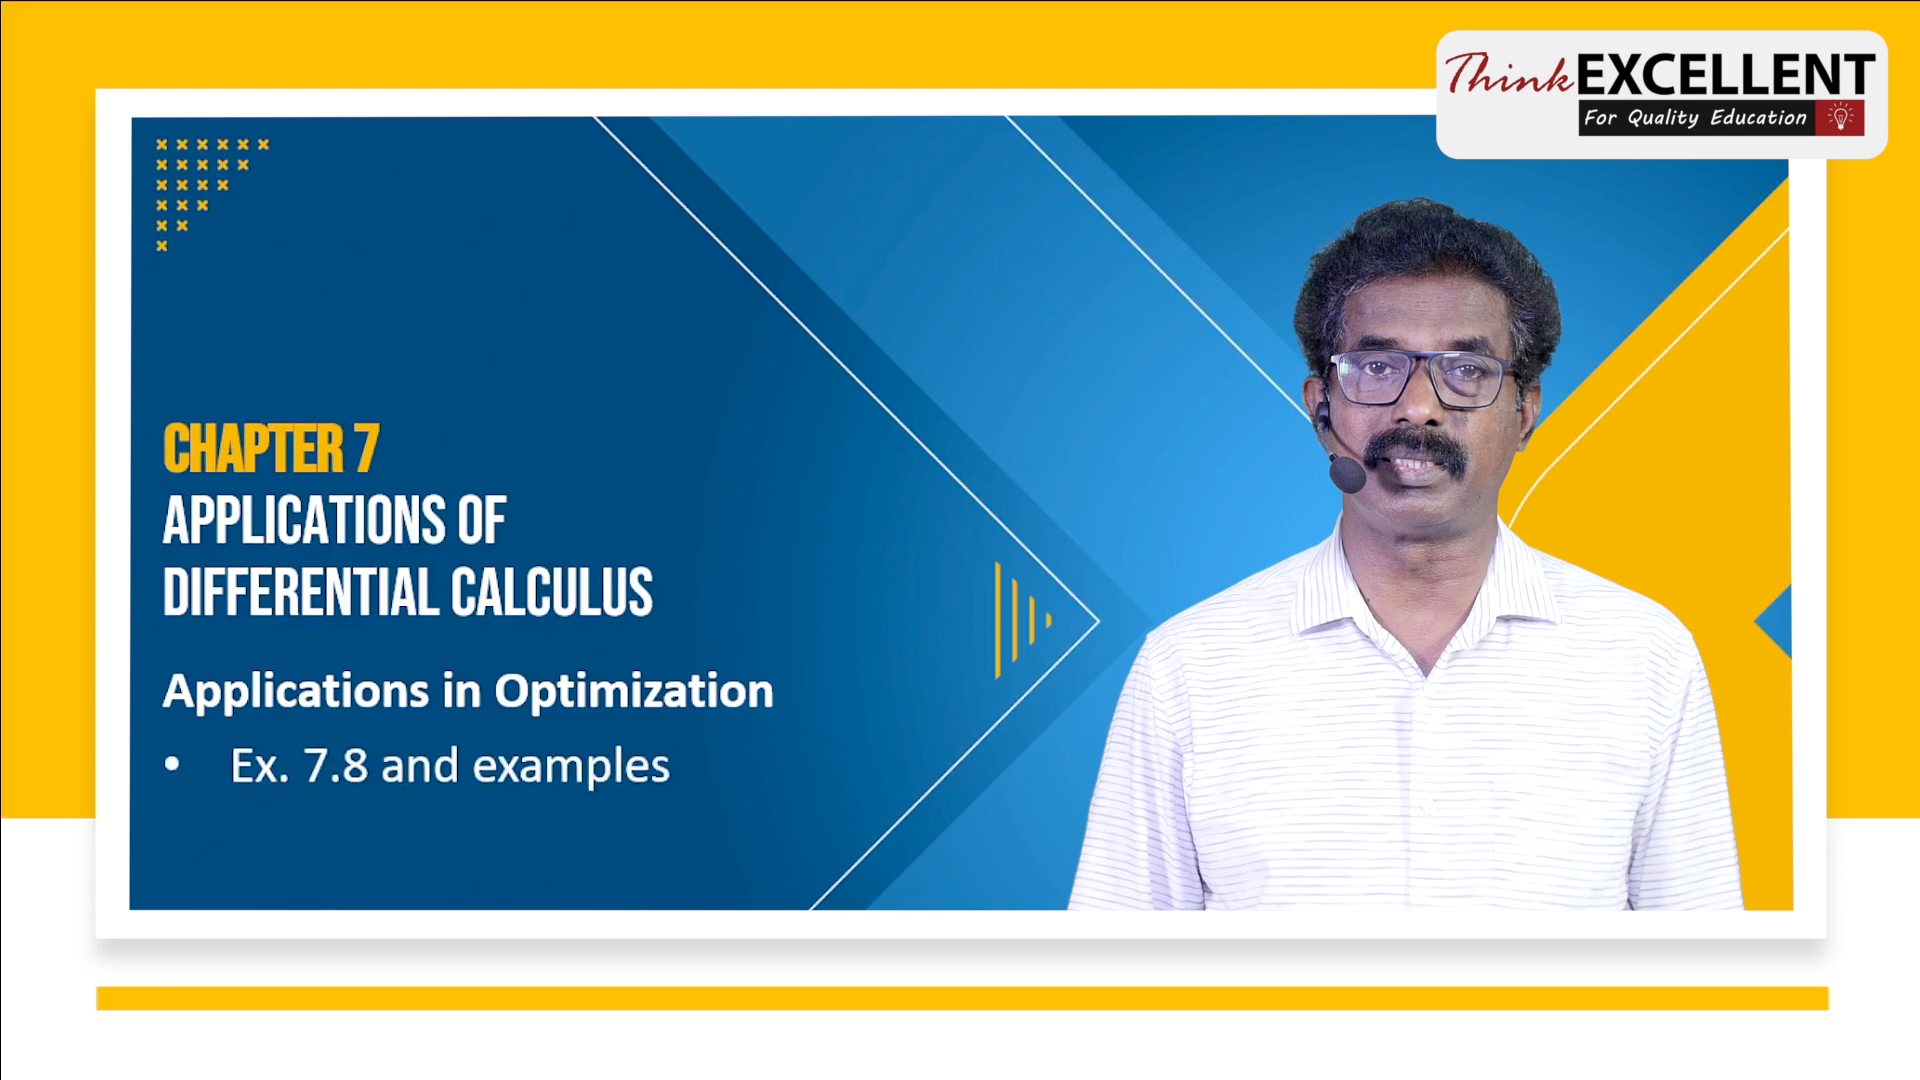 Think EXCELLENT
For Quality Education
CHAPTER 7
APPLICATIONS OF
DIFFERENTIAL CALCULUS
Applications in Optimization
• Ex. 7.8 and examples